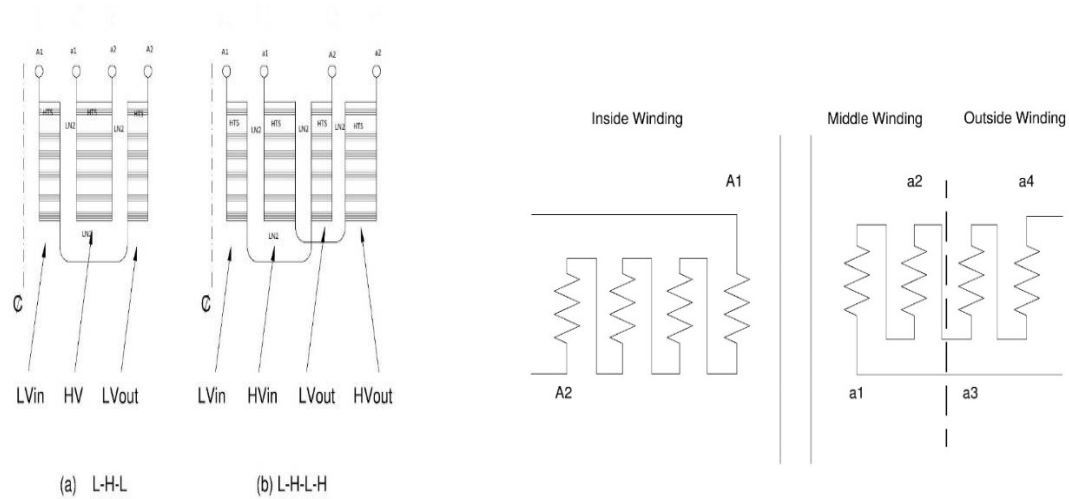 A1 a1 a2 A2
HTS HTS HTS
LN2 LN2
LN2
₵
LVin HV LVout
(a) L-H-L
A1 a1 A2 a2
HTS HTS HTS HTS
LN2 LN2 LN2
LN2
₵
LVin HVin LVout HVout
(b) L-H-L-H
Inside Winding
A1
A2
Middle Winding Outside Winding
a2 a4
a1 a3